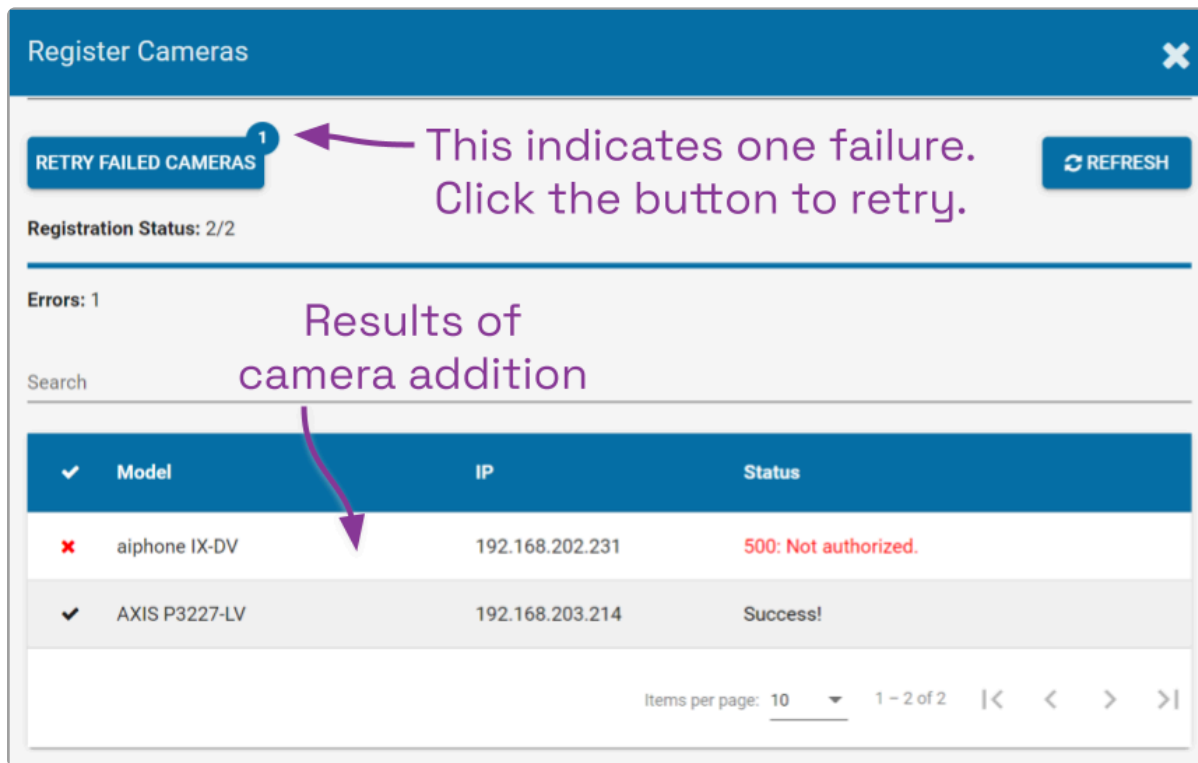 Register Cameras
1
RETRY FAILED CAMERAS
This indicates one failure.
Click the button to retry.
REFRESH
Registration Status: 2/2
Errors: 1
Results of
camera addition
Search
Model IP Status
aiphone IX-DV 192.168.202.231 500: Not authorized.
AXIS P3227-LV 192.168.203.214 Success!
Items per page: 10 1 – 2 of 2